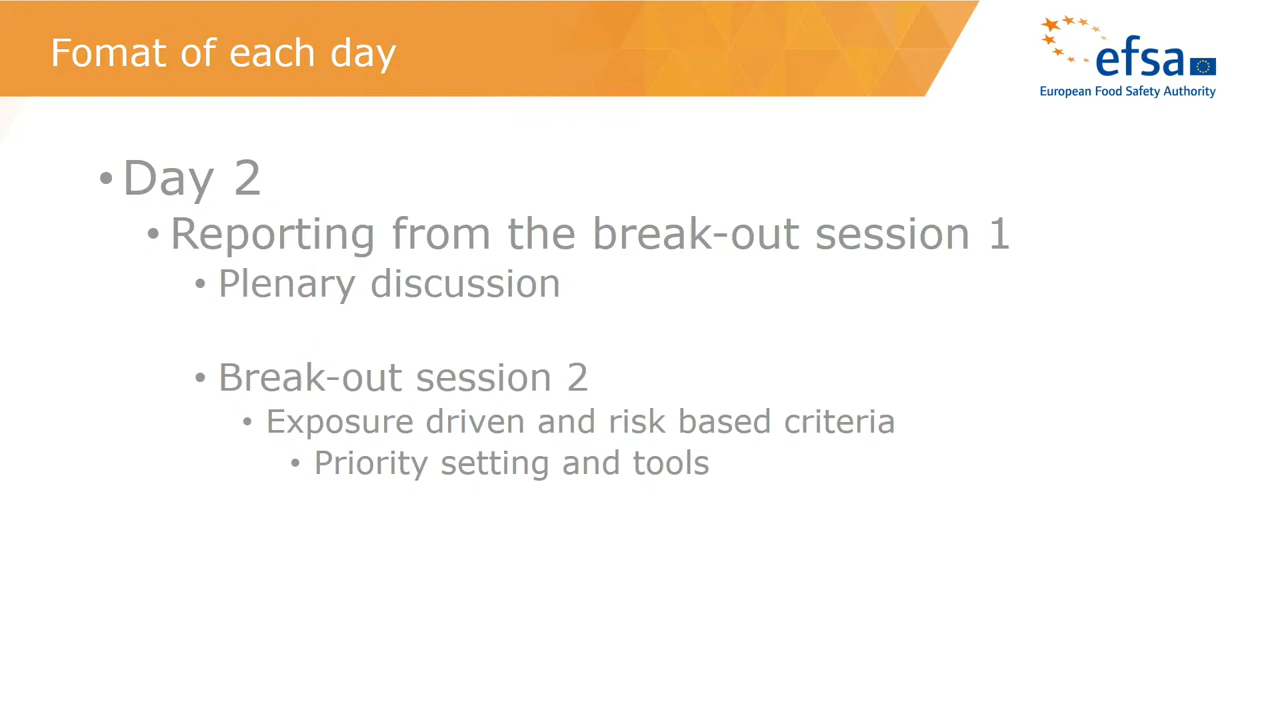 Fomat of each day
efsa
European Food Safety Authority
•Day 2
•Reporting from the break-out session 1
•Plenary discussion
•Break-out session 2
•Exposure driven and risk based criteria
•Priority setting and tools